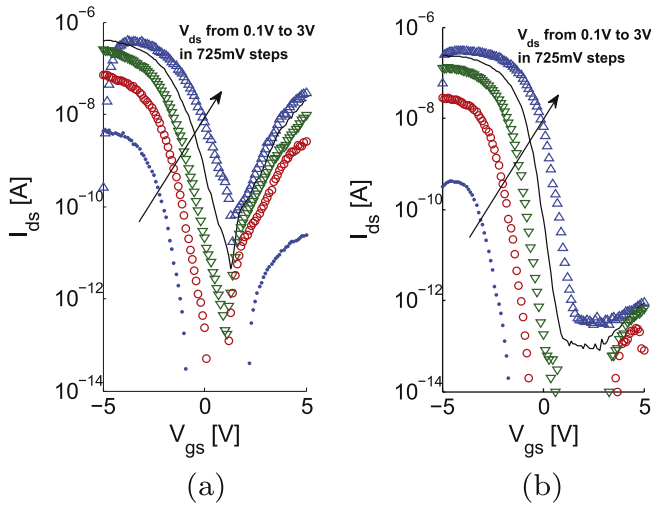 V_ds from 0.1V to 3V
in 725mV steps
I_ds [A]
10^-6
10^-8
10^-10
10^-12
10^-14
-5
0
5
V_gs [V]
(a)
V_ds from 0.1V to 3V
in 725mV steps
I_ds [A]
10^-6
10^-8
10^-10
10^-12
10^-14
-5
0
5
V_gs [V]
(b)